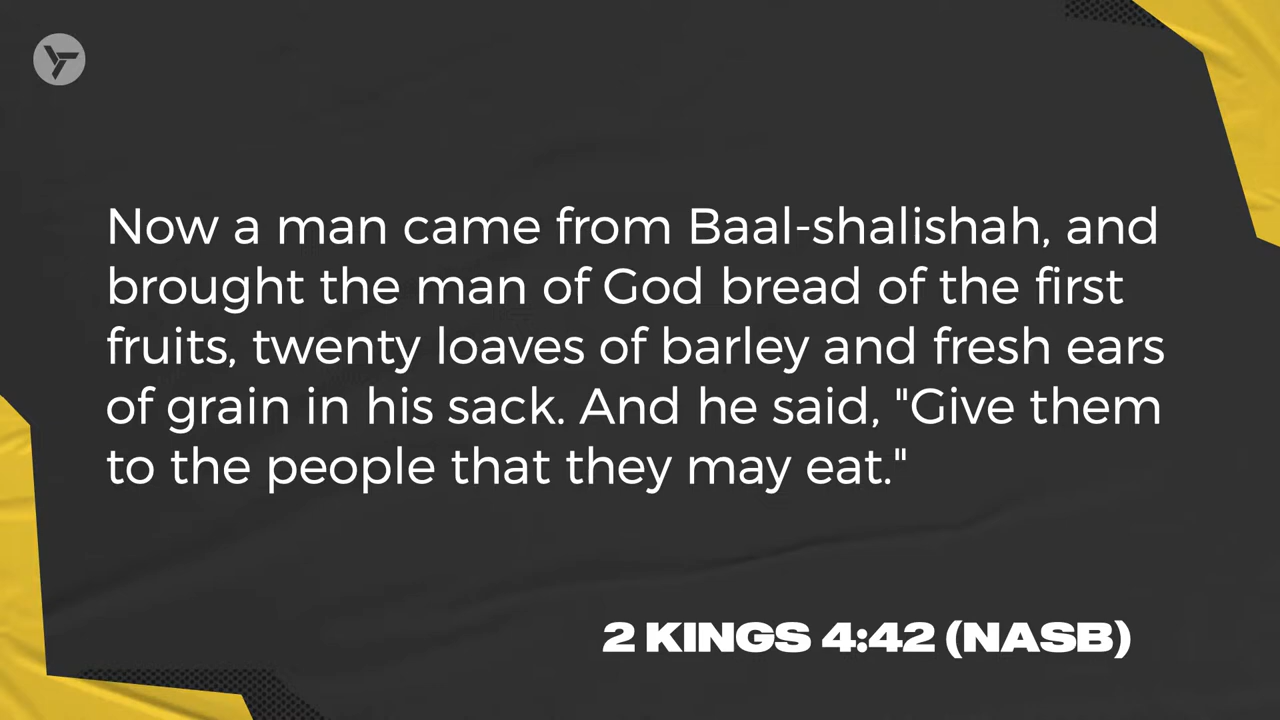 Now a man came from Baal-shalishah, and
brought the man of God bread of the first
fruits, twenty loaves of barley and fresh ears
of grain in his sack. And he said, "Give them
to the people that they may eat."
2 KINGS 4:42 (NASB)